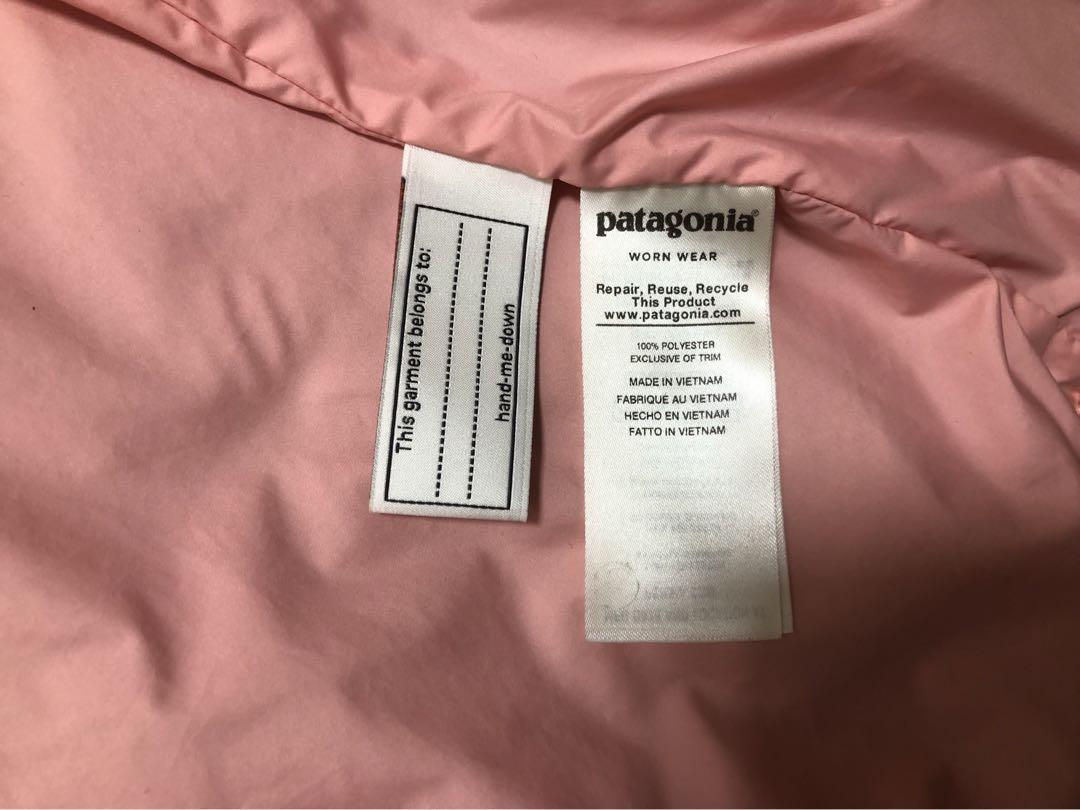 This garment belongs to:
hand-me-down
patagonia®
WORN WEAR
Repair, Reuse, Recycle
This Product
www.patagonia.com
100% POLYESTER
EXCLUSIVE OF TRIM
MADE IN VIETNAM
FABRIQUÉ AU VIETNAM
HECHO EN VIETNAM
FATTO IN VIETNAM